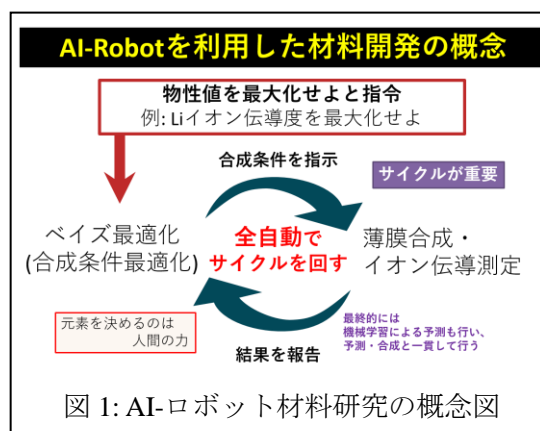 AI-Robotを利用した材料開発の概念
物性値を最大化せよと指令
例: Liイオン伝導度を最大化せよ
合成条件を指示
サイクルが重要
ベイズ最適化
(合成条件最適化)
全自動で
サイクルを回す
薄膜合成・
イオン伝導測定
元素を決めるのは
人間の力
結果を報告
最終的には
機械学習による予測も行い、
予測・合成と一貫して行う
図 1: AI-ロボット材料研究の概念図